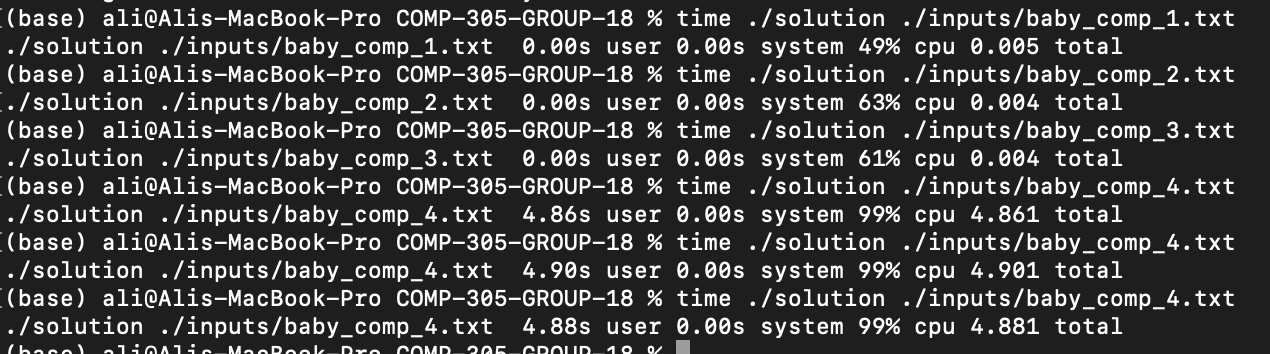 (base) ali@Alis-MacBook-Pro COMP-305-GROUP-18 % time ./solution ./inputs/baby_comp_1.txt
./solution ./inputs/baby_comp_1.txt  0.00s user 0.00s system 49% cpu 0.005 total
(base) ali@Alis-MacBook-Pro COMP-305-GROUP-18 % time ./solution ./inputs/baby_comp_2.txt
./solution ./inputs/baby_comp_2.txt  0.00s user 0.00s system 63% cpu 0.004 total
(base) ali@Alis-MacBook-Pro COMP-305-GROUP-18 % time ./solution ./inputs/baby_comp_3.txt
./solution ./inputs/baby_comp_3.txt  0.00s user 0.00s system 61% cpu 0.004 total
(base) ali@Alis-MacBook-Pro COMP-305-GROUP-18 % time ./solution ./inputs/baby_comp_4.txt
./solution ./inputs/baby_comp_4.txt  4.86s user 0.00s system 99% cpu 4.861 total
(base) ali@Alis-MacBook-Pro COMP-305-GROUP-18 % time ./solution ./inputs/baby_comp_4.txt
./solution ./inputs/baby_comp_4.txt  4.90s user 0.00s system 99% cpu 4.901 total
(base) ali@Alis-MacBook-Pro COMP-305-GROUP-18 % time ./solution ./inputs/baby_comp_4.txt
./solution ./inputs/baby_comp_4.txt  4.88s user 0.00s system 99% cpu 4.881 total
(base) ali@Alis-MacBook-Pro COMP-305-GROUP-18 %